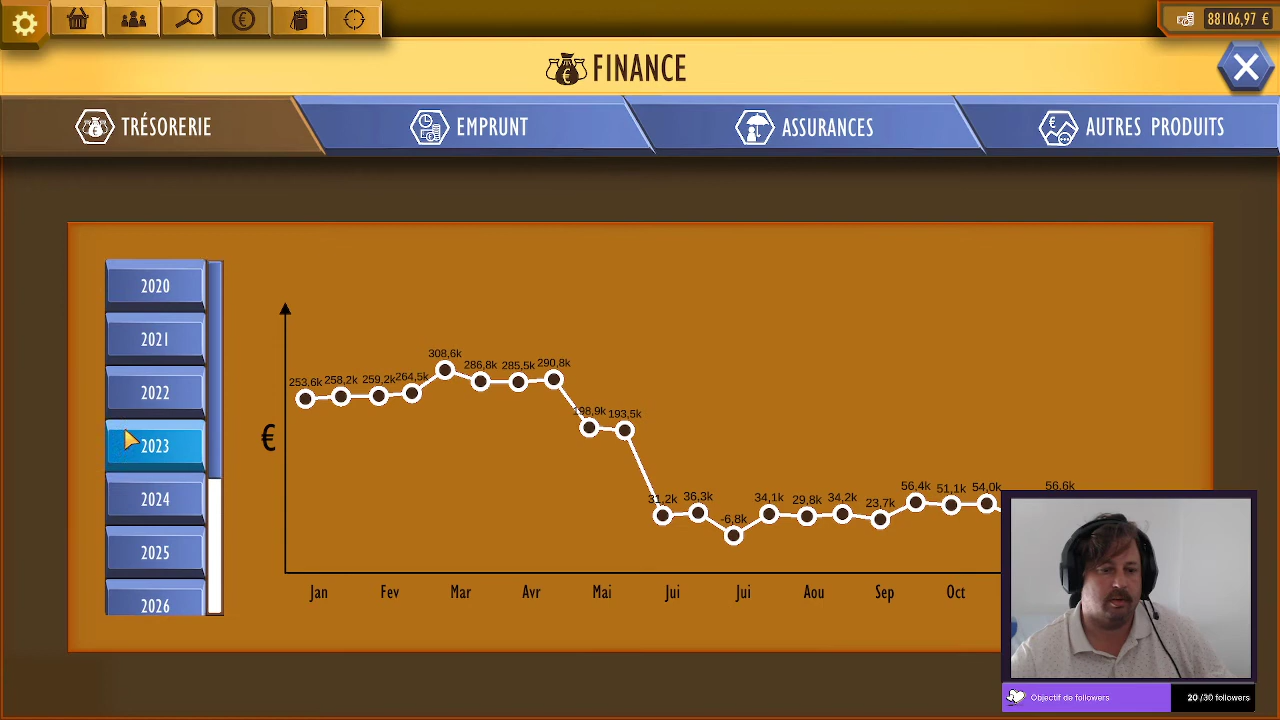 88106,97 €
€
FINANCE
TRÉSORERIE
EMPRUNT
ASSURANCES
AUTRES PRODUITS
2020
2021
2022
2023
2024
2025
2026
€
253,6k 258,2k 259,2k 264,5k 308,6k 286,8k 285,5k 290,8k 198,9k 193,5k 31,2k 36,3k -6,8k 34,1k 29,8k 34,2k 23,7k 56,4k 51,1k 54,0k 56,6k
Jan Fev Mar Avr Mai Jui Jui Aou Sep Oct
Objectif de followers 20 /30 followers